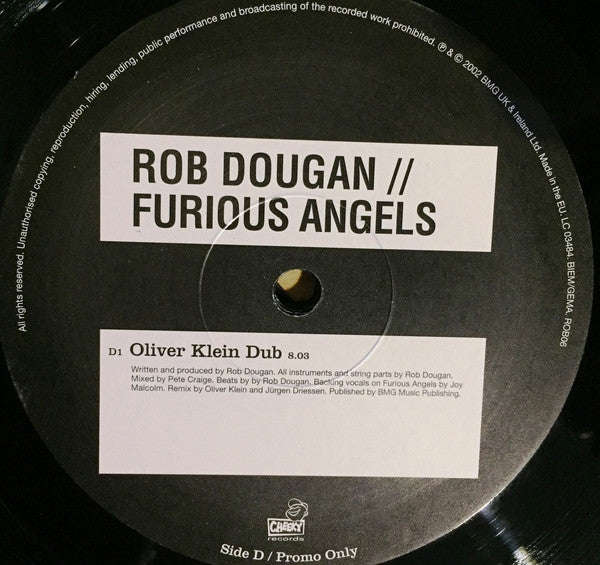 All rights reserved. Unauthorised copying, reproduction, hiring, lending, public performance and broadcasting of the recorded work prohibited. ℗ & © 2002 BMG UK & Ireland Ltd. Made in the EU. LC 03484. BIEM/GEMA. ROB06
ROB DOUGAN //
FURIOUS ANGELS
D1 Oliver Klein Dub 8.03
Written and produced by Rob Dougan. All instruments and string parts by Rob Dougan.
Mixed by Pete Craige. Beats by by Rob Dougan. Backing vocals on Furious Angels by Joy
Malcolm. Remix by Oliver Klein and Jürgen Driessen. Published by BMG Music Publishing.
CHEEKY
records
Side D / Promo Only